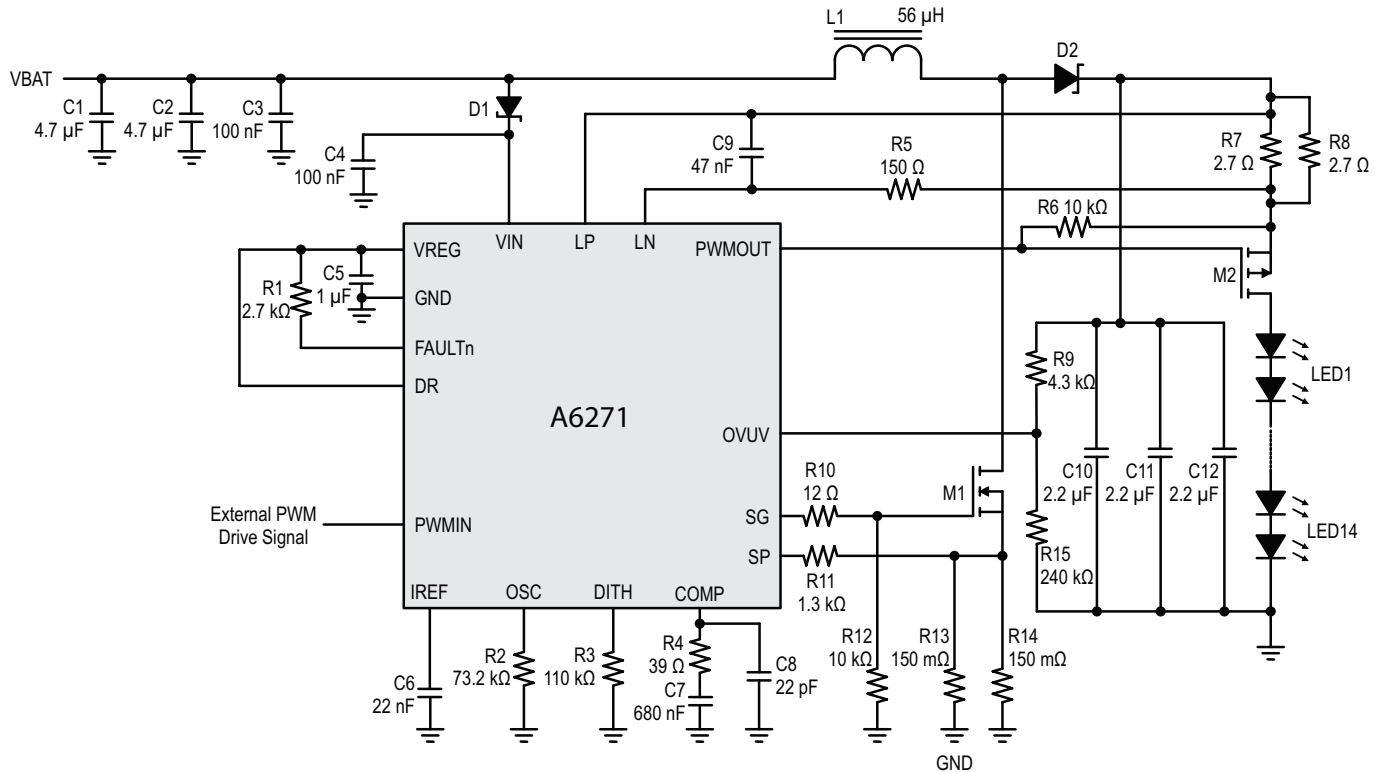 L1
56 µH
D2
VBAT
C1
4.7 µF
C2
4.7 µF
C3
100 nF
D1
C4
100 nF
C9
47 nF
R5
150 Ω
R7
2.7 Ω
R8
2.7 Ω
R6 10 kΩ
VREG
VIN
LP
LN
PWMOUT
M2
R1
2.7 kΩ
C5
1 µF
GND
FAULTn
DR
A6271
OVUV
R9
4.3 kΩ
LED1
C10
2.2 µF
C11
2.2 µF
C12
2.2 µF
R10
12 Ω
M1
LED14
External PWM
Drive Signal
PWMIN
SG
SP
R11
1.3 kΩ
R15
240 kΩ
IREF
OSC
DITH
COMP
C6
22 nF
R2
73.2 kΩ
R3
110 kΩ
R4
39 Ω
C7
680 nF
C8
22 pF
R12
10 kΩ
R13
150 mΩ
R14
150 mΩ
GND